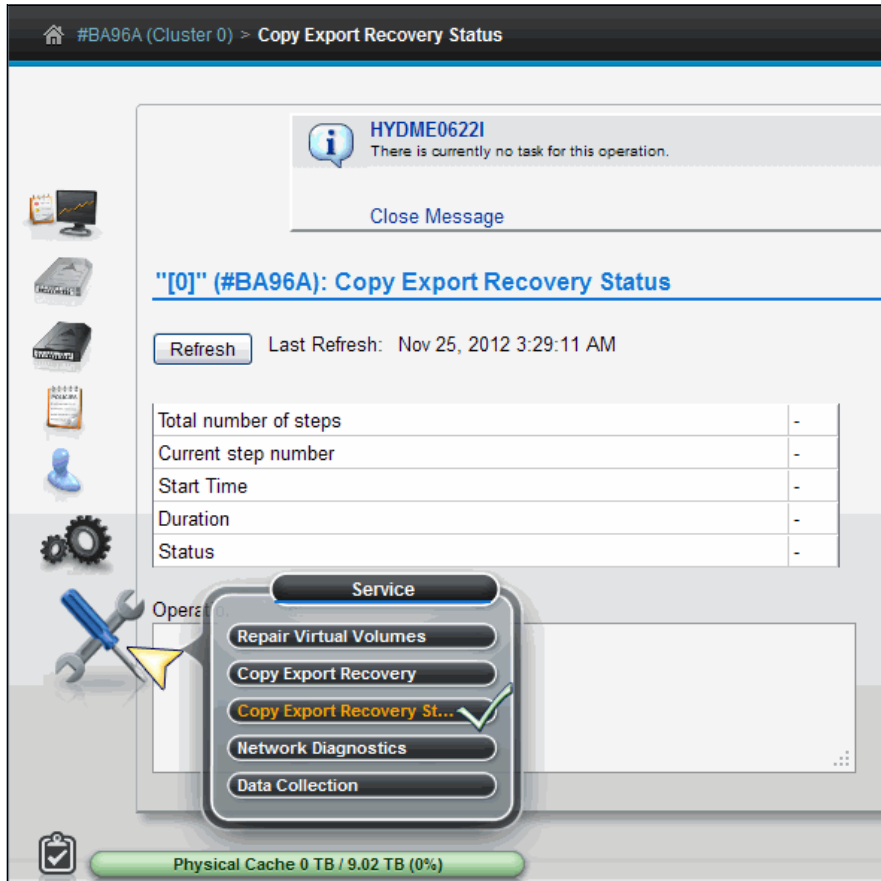 #BA96A (Cluster 0) > Copy Export Recovery Status
HYDME0622I
There is currently no task for this operation.
Close Message
"[0]" (#BA96A): Copy Export Recovery Status
Refresh Last Refresh: Nov 25, 2012 3:29:11 AM
Total number of steps -
Current step number -
Start Time -
Duration -
Status -
Service
Repair Virtual Volumes
Copy Export Recovery
Copy Export Recovery St...
Network Diagnostics
Data Collection
Physical Cache 0 TB / 9.02 TB (0%)